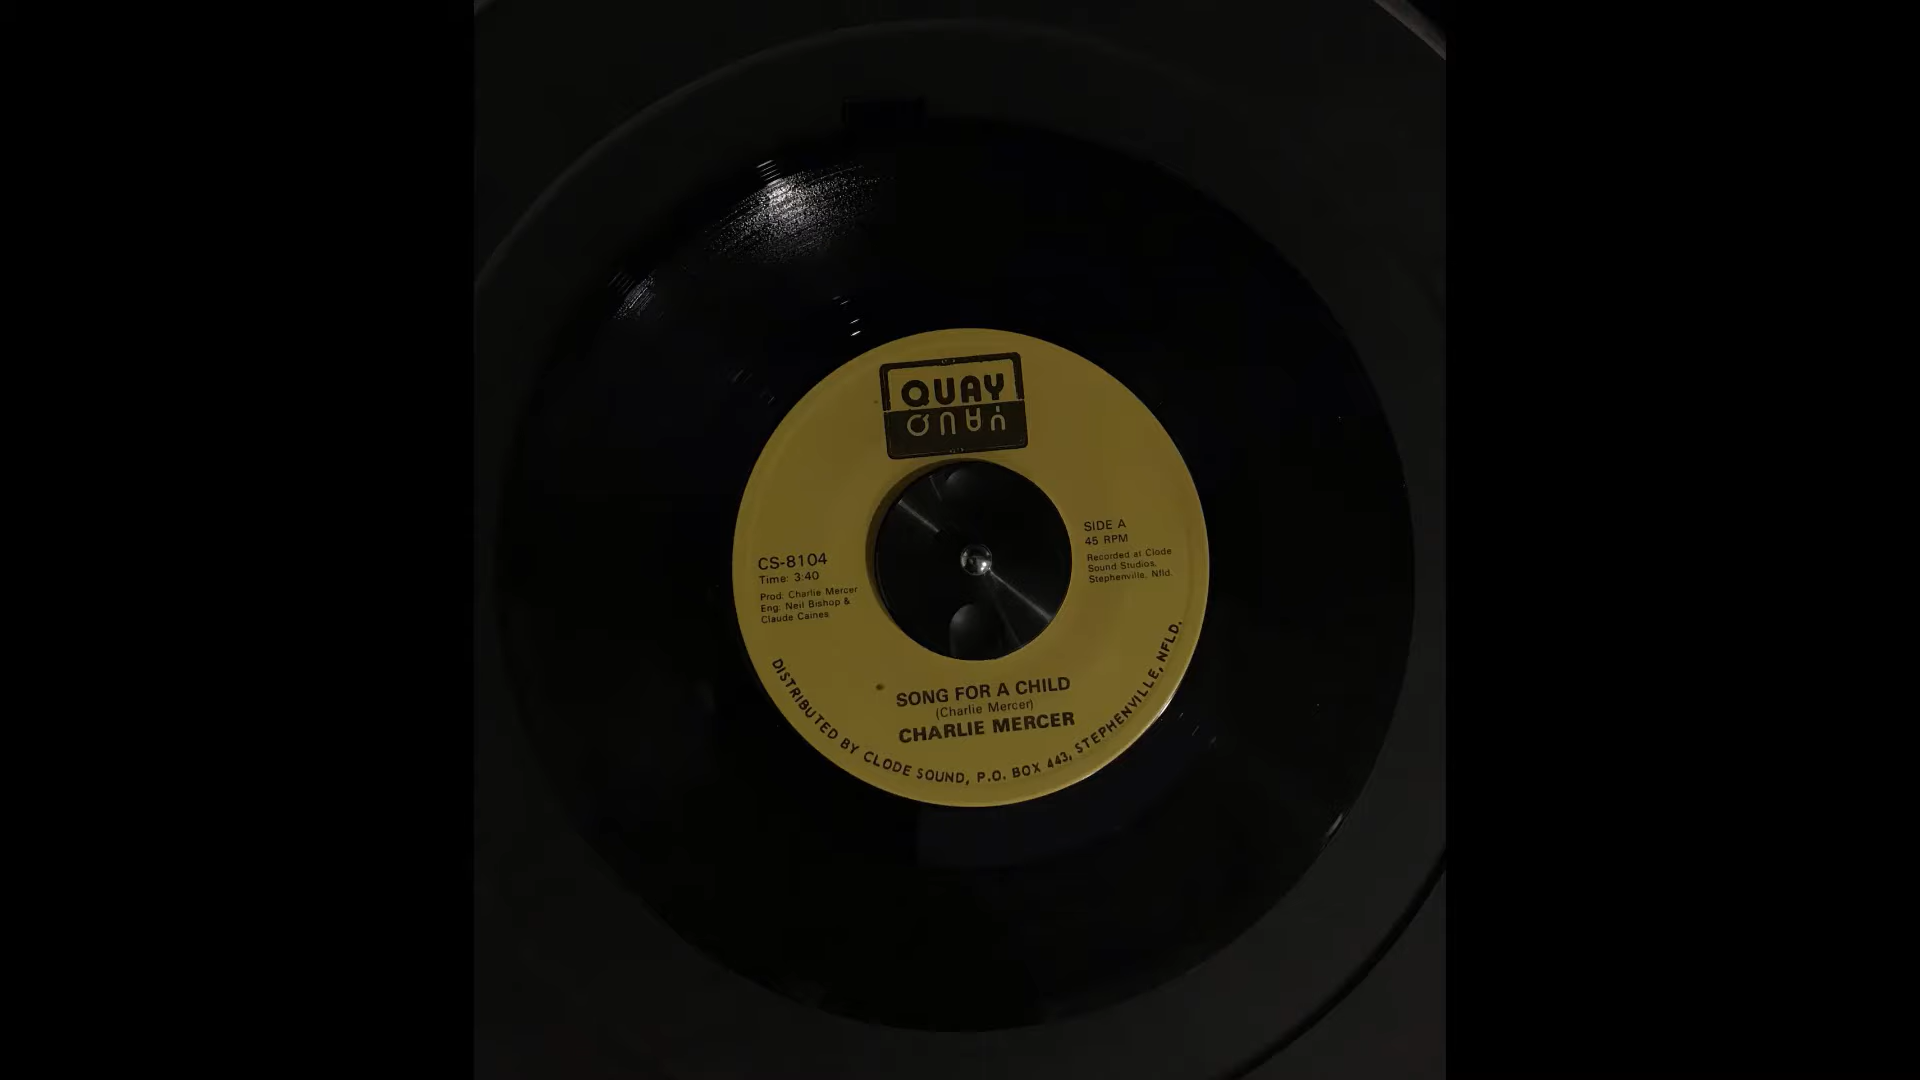 QUAY
QUAY
CS-8104
Time: 3:40
Prod: Charlie Mercer
Eng: Neil Bishop &
Claude Caines
SIDE A
45 RPM
Recorded at Clode
Sound Studios,
Stephenville, Nfld.
SONG FOR A CHILD
(Charlie Mercer)
CHARLIE MERCER
DISTRIBUTED BY CLODE SOUND, P.O. BOX 443, STEPHENVILLE, NFLD.